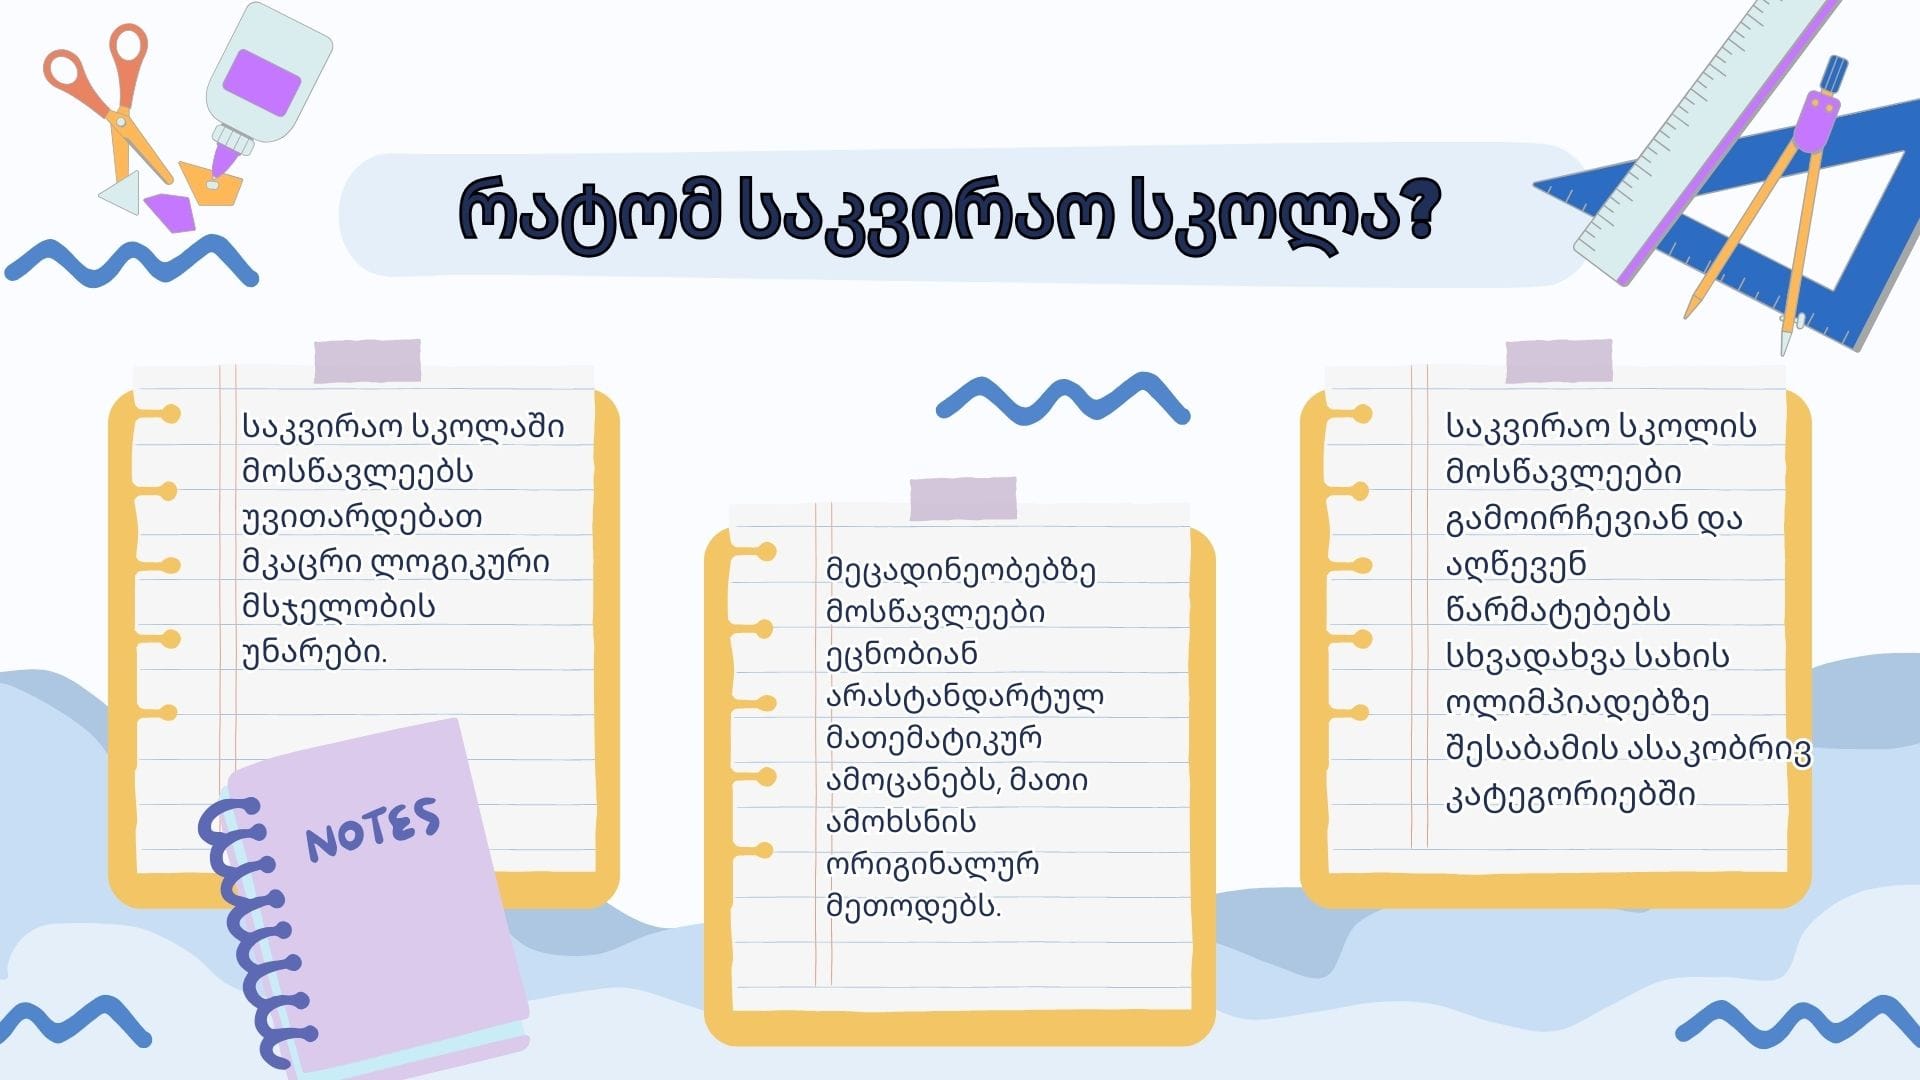 რატომ საკვირაო სკოლა?
საკვირაო სკოლაში
მოსწავლეებს
უვითარდებათ
მკაცრი ლოგიკური
მსჯელობის
უნარები.
NOTES
მეცადინეობებზე
მოსწავლეები
ეცნობიან
არასტანდარტულ
მათემატიკურ
ამოცანებს, მათი
ამოხსნის
ორიგინალურ
მეთოდებს.
საკვირაო სკოლის
მოსწავლეები
გამოირჩევიან და
აღწევენ
წარმატებებს
სხვადახვა სახის
ოლიმპიადებზე
შესაბამის ასაკობრივ
კატეგორიებში